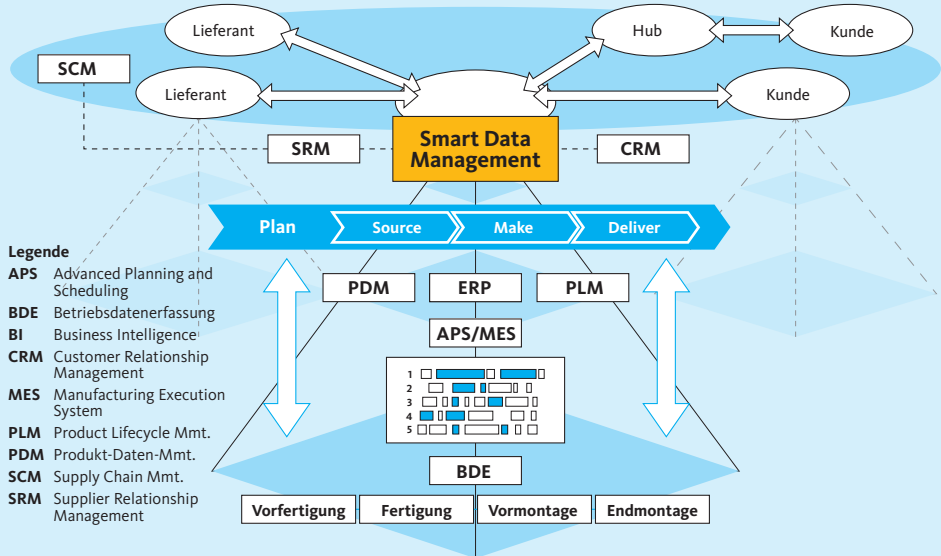 Lieferant
Hub
Kunde
SCM
Lieferant
Kunde
SRM
Smart Data
Management
CRM
Plan
Source
Make
Deliver
Legende
APS Advanced Planning and
Scheduling
BDE Betriebsdatenerfassung
BI Business Intelligence
CRM Customer Relationship
Management
MES Manufacturing Execution
System
PLM Product Lifecycle Mmt.
PDM Produkt-Daten-Mmt.
SCM Supply Chain Mmt.
SRM Supplier Relationship
Management
PDM
ERP
PLM
APS/MES
1
2
3
4
5
BDE
Vorfertigung
Fertigung
Vormontage
Endmontage